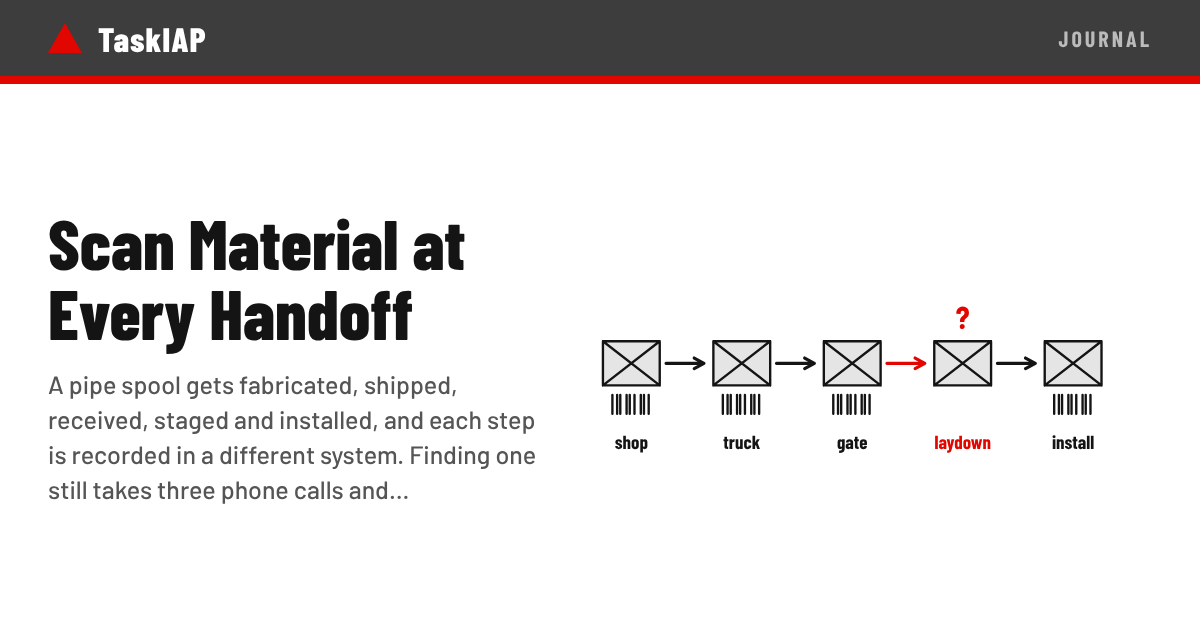 TaskIAP
JOURNAL
Scan Material at
Every Handoff
A pipe spool gets fabricated, shipped,
received, staged and installed, and each step
is recorded in a different system. Finding one
still takes three phone calls and...
?
shop
truck
gate
laydown
install